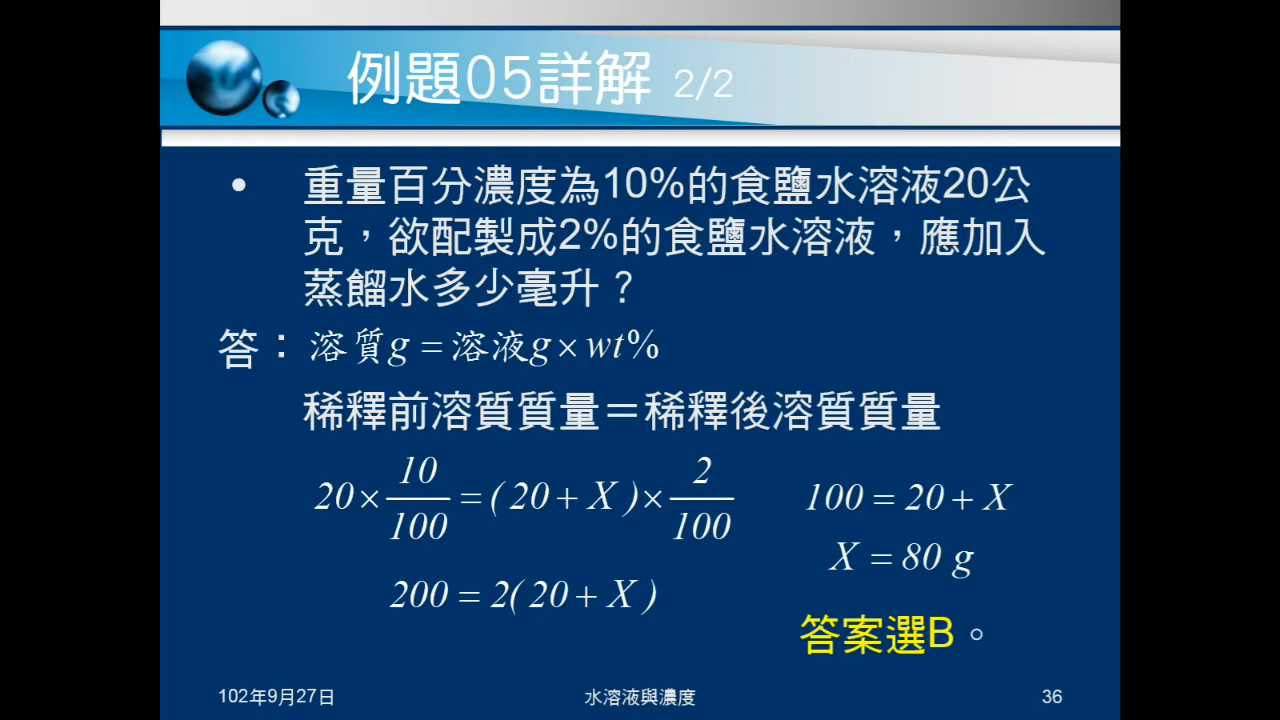 例題05詳解 2/2
• 重量百分濃度為10%的食鹽水溶液20公
克，欲配製成2%的食鹽水溶液，應加入
蒸餾水多少毫升？
答：溶質g＝溶液g×wt%
稀釋前溶質質量＝稀釋後溶質質量
20×10/100=(20+X)×2/100
100=20+X
X=80 g
200=2(20+X)
答案選B。
102年9月27日 水溶液與濃度 36